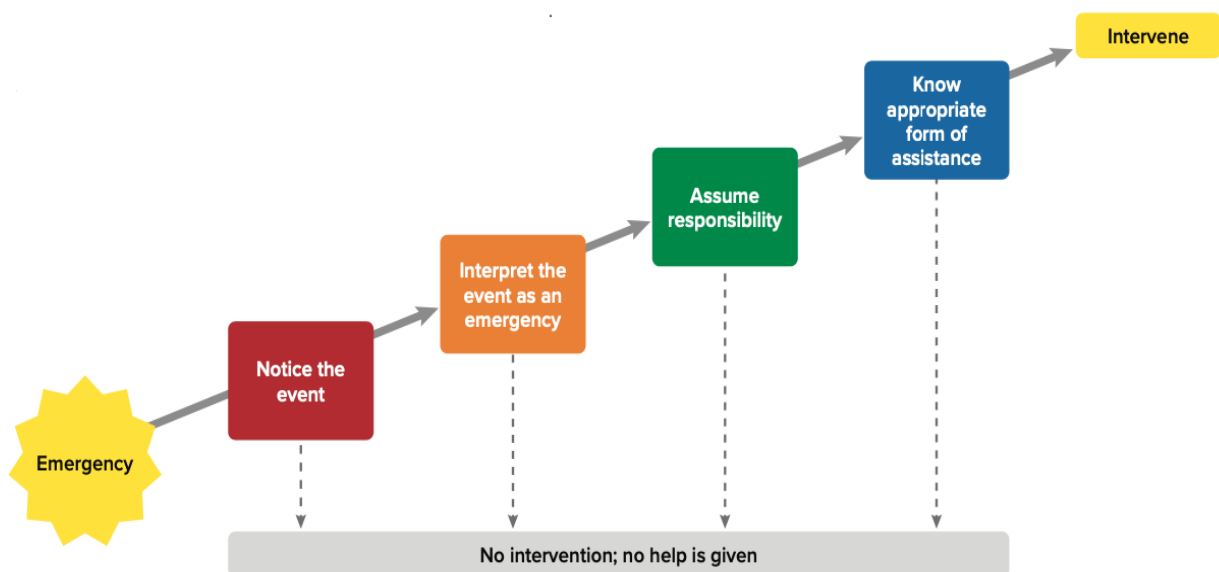 Emergency
Notice the
event
Interpret the
event as an
emergency
Assume
responsibility
Know
appropriate
form of
assistance
Intervene
No intervention; no help is given